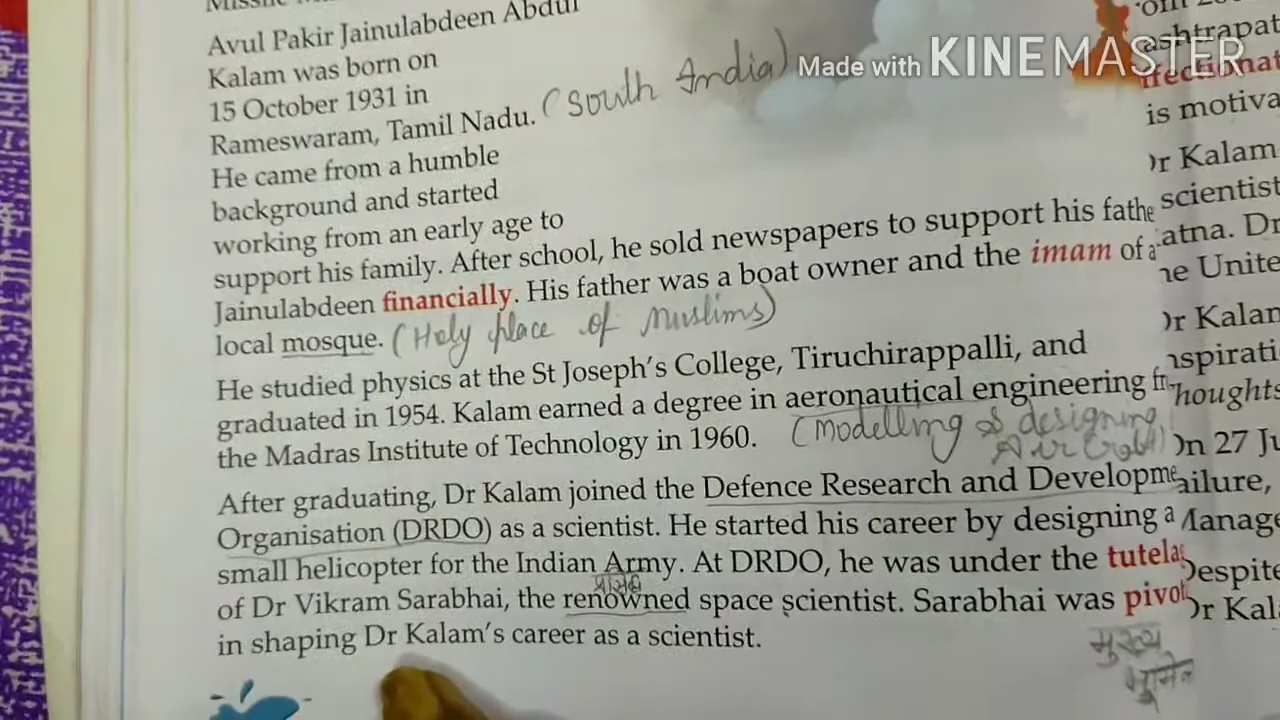 Avul Pakir Jainulabdeen Abdul
Kalam was born on
15 October 1931 in
Rameswaram, Tamil Nadu. (South India)
He came from a humble
background and started
working from an early age to
support his family. After school, he sold newspapers to support his fathe
Jainulabdeen financially. His father was a boat owner and the imam of a
local mosque. (Holy place of Muslims)
He studied physics at the St Joseph's College, Tiruchirappalli, and
graduated in 1954. Kalam earned a degree in aeronautical engineering fr
the Madras Institute of Technology in 1960. (Modelling & designing
After graduating, Dr Kalam joined the Defence Research and Developme
Organisation (DRDO) as a scientist. He started his career by designing a
small helicopter for the Indian Army. At DRDO, he was under the tutela
of Dr Vikram Sarabhai, the renowned space scientist. Sarabhai was pivot
in shaping Dr Kalam's career as a scientist.
मुख्य
Made with KINEMASTER
ashtrapat
is motiva
r Kalam
scientist
atna. Dr
Unite
r Kalam
nspirati
houghts
On 27 Ju
ailure,
Manage
Despite
Dr Kal